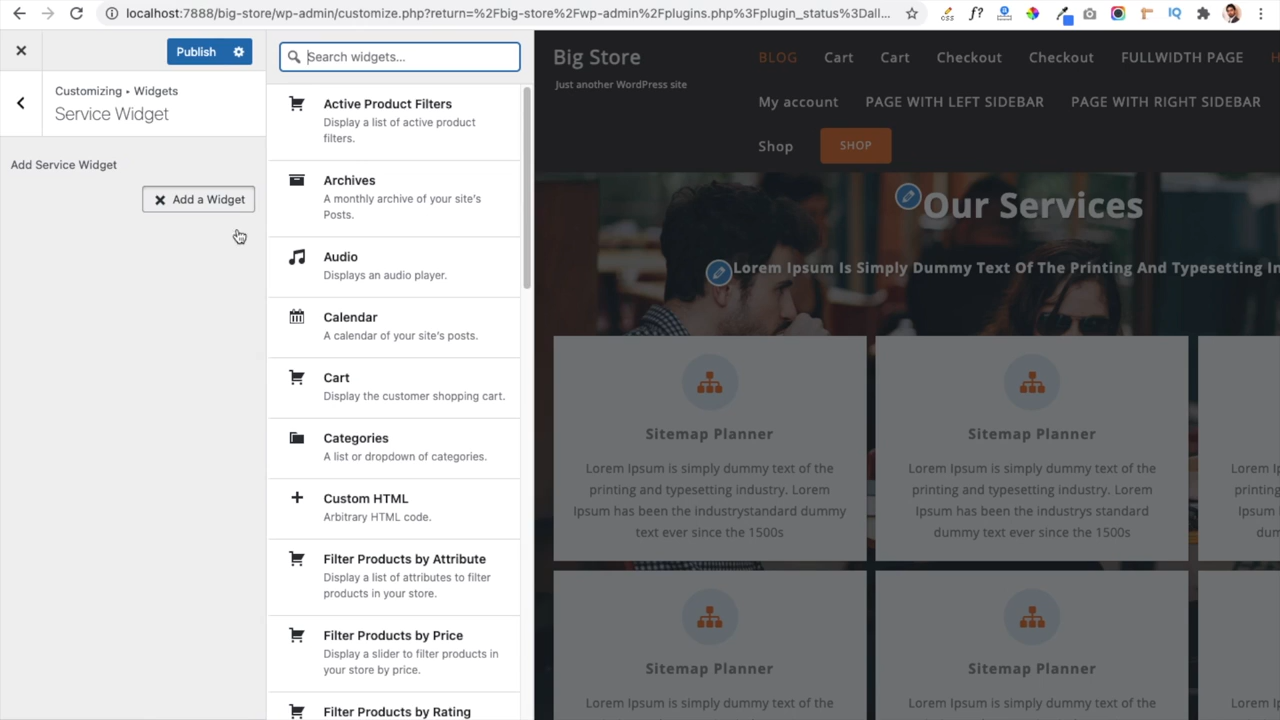 localhost:7888/big-store/wp-admin/customize.php?return=%2Fbig-store%2Fwp-admin%2Fplugins.php%3Fplugin_status%3Dall...
Publish
Customizing ▸ Widgets
Service Widget
Add Service Widget
Add a Widget
Search widgets...
Active Product Filters
Display a list of active product
filters.
Archives
A monthly archive of your site's
Posts.
Audio
Displays an audio player.
Calendar
A calendar of your site's posts.
Cart
Display the customer shopping cart.
Categories
A list or dropdown of categories.
Custom HTML
Arbitrary HTML code.
Filter Products by Attribute
Display a list of attributes to filter
products in your store.
Filter Products by Price
Display a slider to filter products in
your store by price.
Filter Products by Rating
Big Store
Just another WordPress site
BLOG Cart Cart Checkout Checkout FULLWIDTH PAGE H
My account PAGE WITH LEFT SIDEBAR PAGE WITH RIGHT SIDEBAR
Shop SHOP
Our Services
Lorem Ipsum Is Simply Dummy Text Of The Printing And Typesetting In
Sitemap Planner
Lorem Ipsum is simply dummy text of the
printing and typesetting industry. Lorem
Ipsum has been the industrystandard dummy
text ever since the 1500s
Sitemap Planner
Lorem Ipsum is simply dummy text of the
printing and typesetting industry. Lorem
Ipsum has been the industrys standard
dummy text ever since the 1500s
Lorem I
printing
Ipsum
dum
Sitemap Planner
Lorem Ipsum is simply dummy text of the
Sitemap Planner
Lorem Ipsum is simply dummy text of the
Lorem I